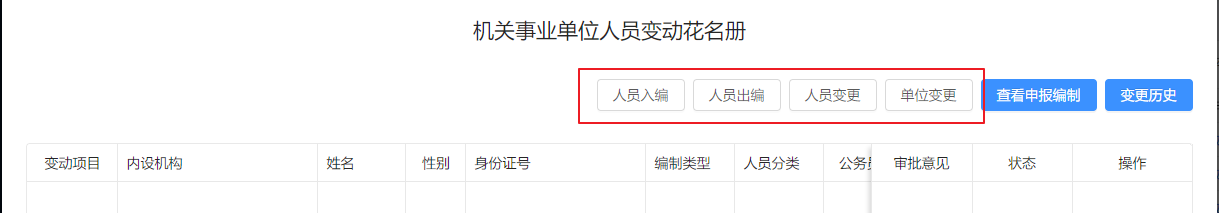 机关事业单位人员变动花名册
人员入编 人员出编 人员变更 单位变更 查看申报编制 变更历史
变动项目 内设机构 姓名 性别 身份证号 编制类型 人员分类 公务 审批意见 状态 操作